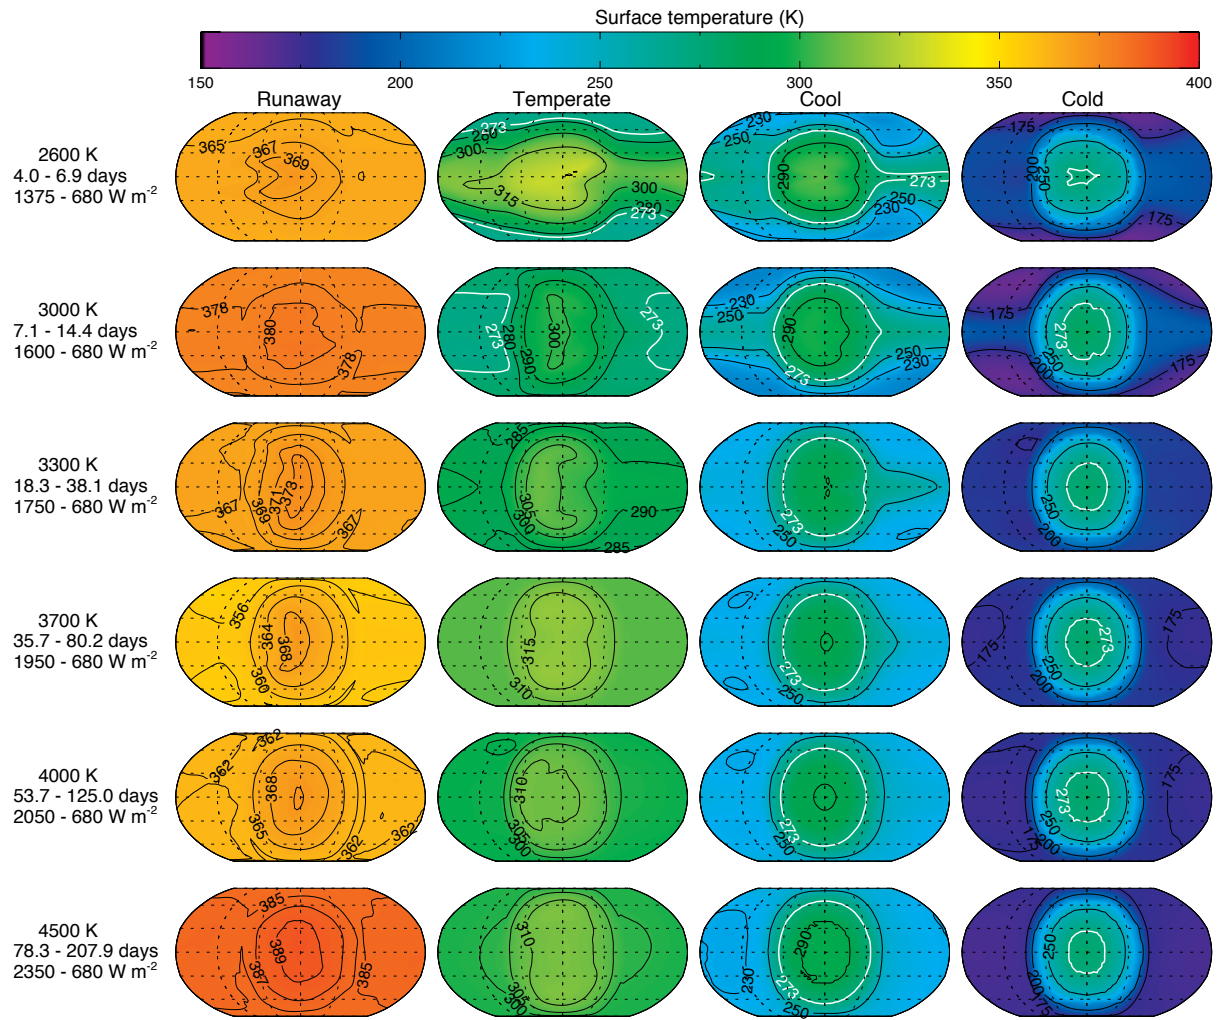 Surface temperature (K)
150 200 250 300 350 400
Runaway Temperate Cool Cold
2600 K
4.0 - 6.9 days
1375 - 680 W m-2
365 367 369
273 260 300 315 300 280 273
230 250 290 273 250 230
175 200 250 175
3000 K
7.1 - 14.4 days
1600 - 680 W m-2
378 380 378
273 280 290 300 273
230 250 290 273 250 230
175 273 250 200 175
3300 K
18.3 - 38.1 days
1750 - 680 W m-2
367 369 371 373 367
285 305 300 290 285
273 250
250 200
3700 K
35.7 - 80.2 days
1950 - 680 W m-2
356 364 368 360
315 310
273 250
175 250 200 273 175
4000 K
53.7 - 125.0 days
2050 - 680 W m-2
362 362 368 365 362 362
310 305 300
273 250
273 250 200 175 175
4500 K
78.3 - 207.9 days
2350 - 680 W m-2
385 389 387 385
310 305 300
230 290 273 250
250 200 175